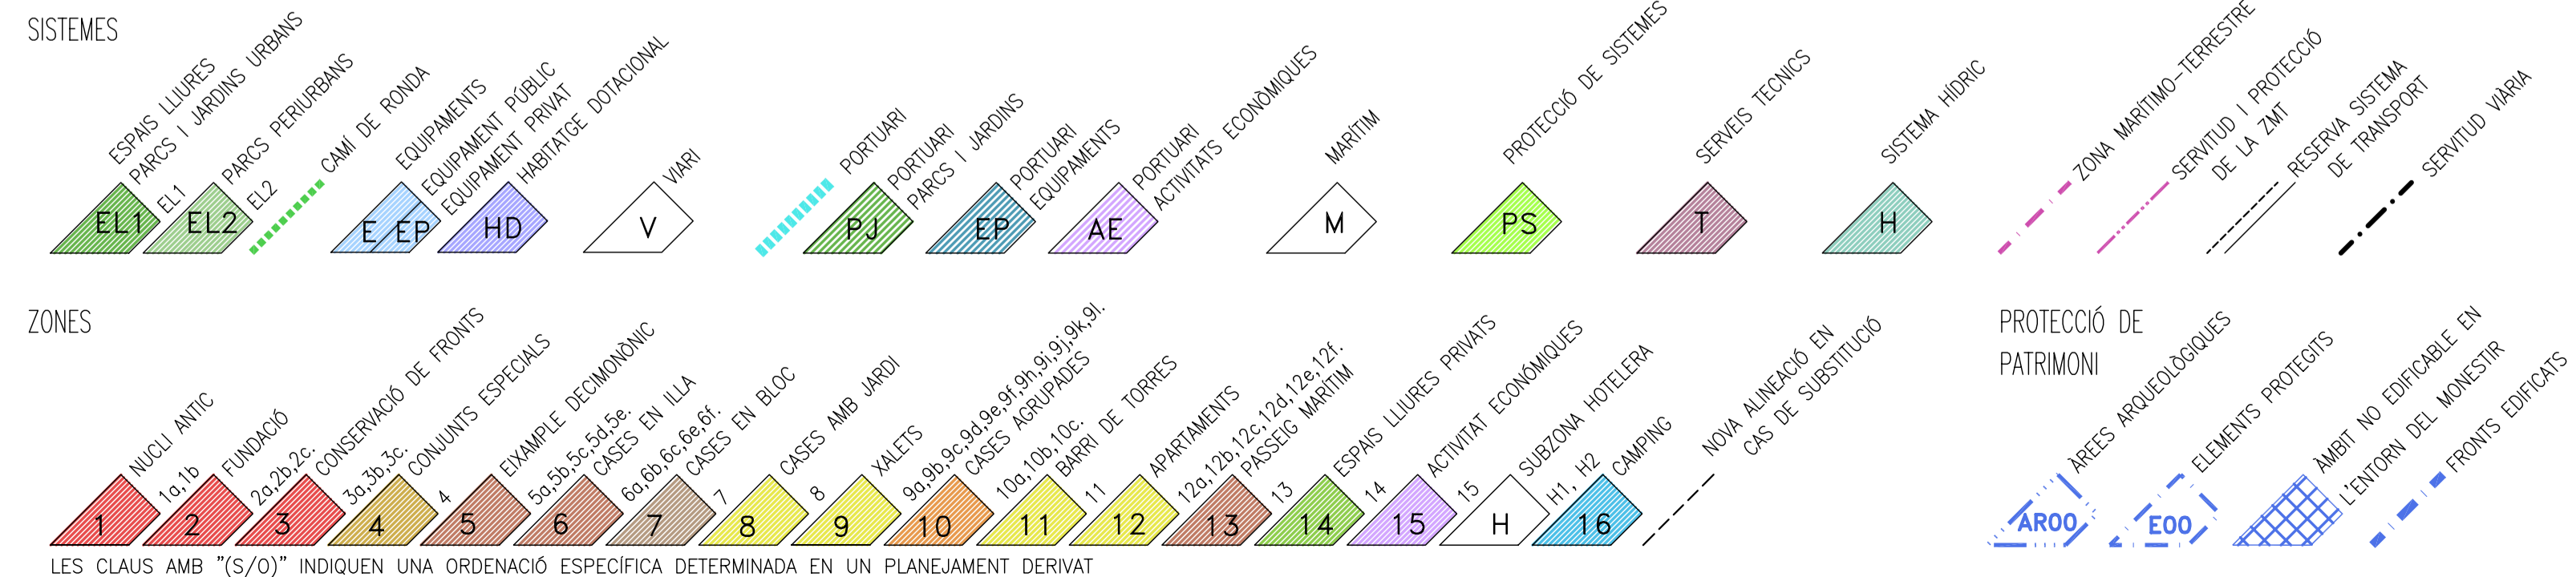 SISTEMES
ESPAIS LLIURES
PARCS I JARDINS URBANS
EL1
EL1
PARCS PERIURBANS
EL2
EL2
CAMÍ DE RONDA
EQUIPAMENTS
EQUIPAMENT PÚBLIC
EQUIPAMENT PRIVAT
E EP
HABITATGE DOTACIONAL
HD
VIARI
V
PORTUARI
PORTUARI
PARCS I JARDINS
PJ
PORTUARI
EQUIPAMENTS
EP
PORTUARI
ACTIVITATS ECONÒMIQUES
AE
MARÍTIM
M
PROTECCIÓ DE SISTEMES
PS
SERVEIS TECNICS
T
SISTEMA HÍDRIC
H
ZONA MARÍTIMO-TERRESTRE
SERVITUD I PROTECCIÓ
DE LA ZMT
RESERVA SISTEMA
DE TRANSPORT
SERVITUD VIÀRIA
ZONES
NUCLI ANTIC
1a,1b
1
FUNDACIÓ
2a,2b,2c.
2
CONSERVACIÓ DE FRONTS
3a,3b,3c.
3
CONJUNTS ESPECIALS
4
4
EIXAMPLE DECIMONÒNIC
5a,5b,5c,5d,5e.
5
CASES EN ILLA
6a,6b,6c,6e,6f.
6
CASES EN BLOC
7
7
CASES AMB JARDI
8
8
XALETS
9a,9b,9c,9d,9e,9f,9h,9i,9j,9k,9l.
9
CASES AGRUPADES
10a,10b,10c.
10
BARRI DE TORRES
11
11
APARTAMENTS
12a,12b,12c,12d,12e,12f.
12
PASSEIG MARÍTIM
13
13
ESPAIS LLIURES PRIVATS
14
14
ACTIVITAT ECONÓMIQUES
15
15
SUBZONA HOTELERA
H1, H2
H
CAMPING
16
NOVA ALINEACIÓ EN
CAS DE SUBSTITUCIÓ
LES CLAUS AMB "(S/O)" INDIQUEN UNA ORDENACIÓ ESPECÍFICA DETERMINADA EN UN PLANEJAMENT DERIVAT
PROTECCIÓ DE
PATRIMONI
ÀREES ARQUEOLÒGIQUES
AR00
ELEMENTS PROTEGITS
E00
ÀMBIT NO EDIFICABLE EN
L'ENTORN DEL MONESTIR
FRONTS EDIFICATS